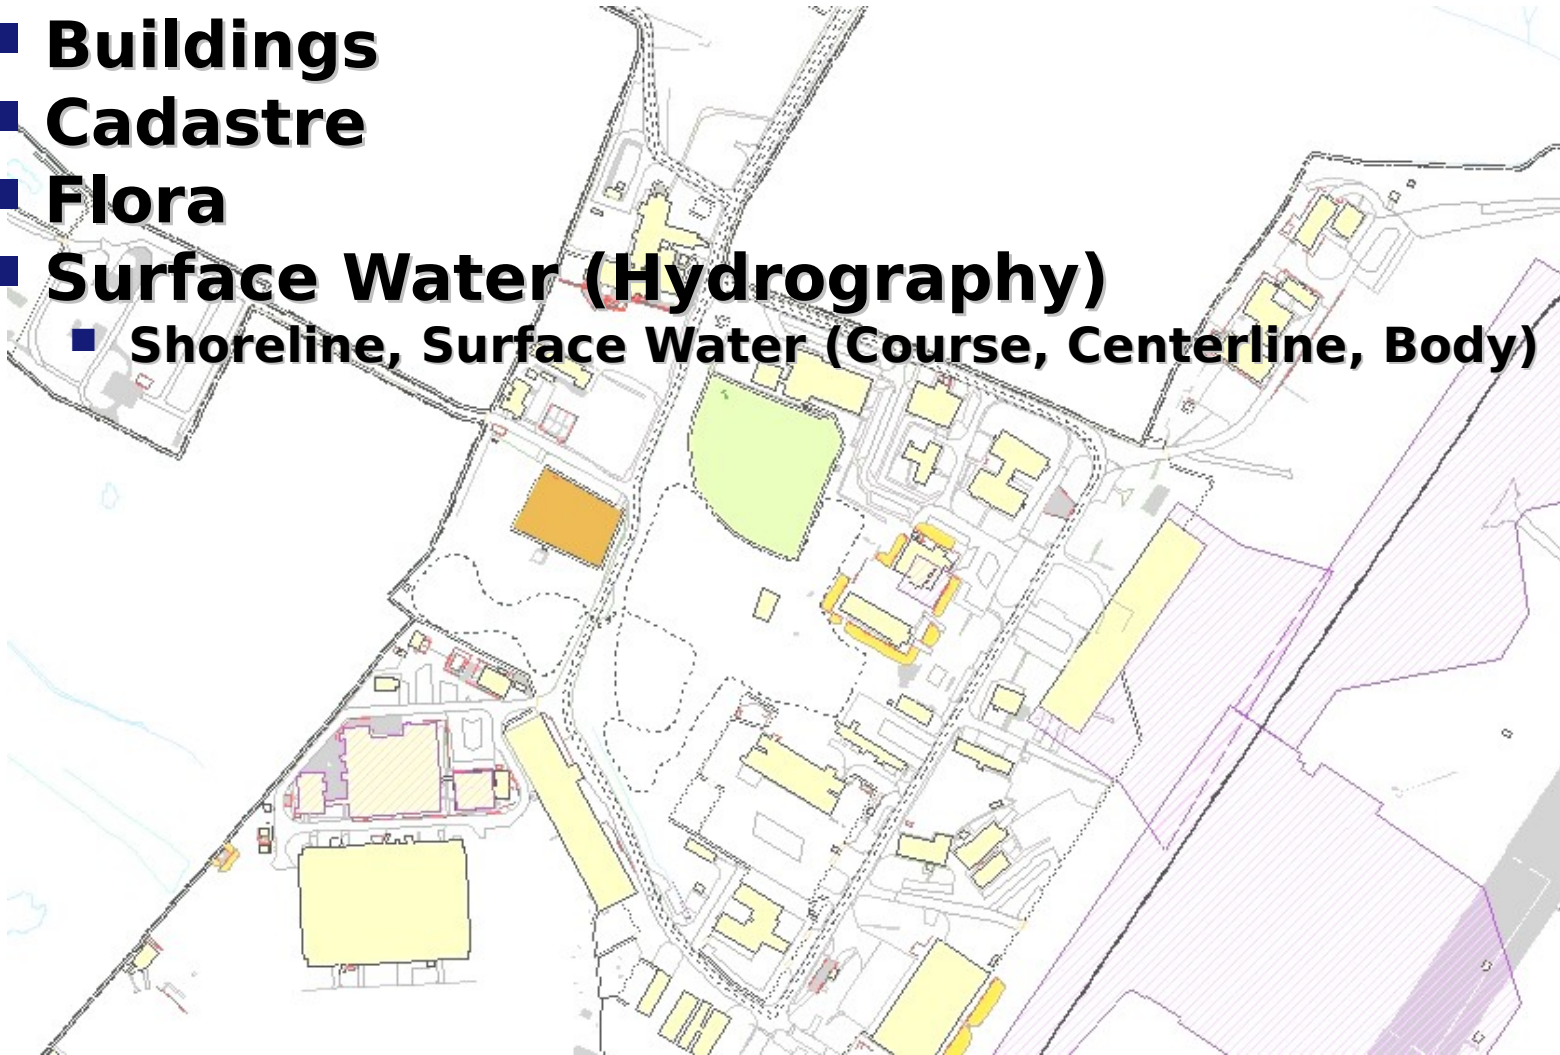 Buildings
Cadastre
Flora
Surface Water (Hydrography)
Shoreline, Surface Water (Course, Centerline, Body)